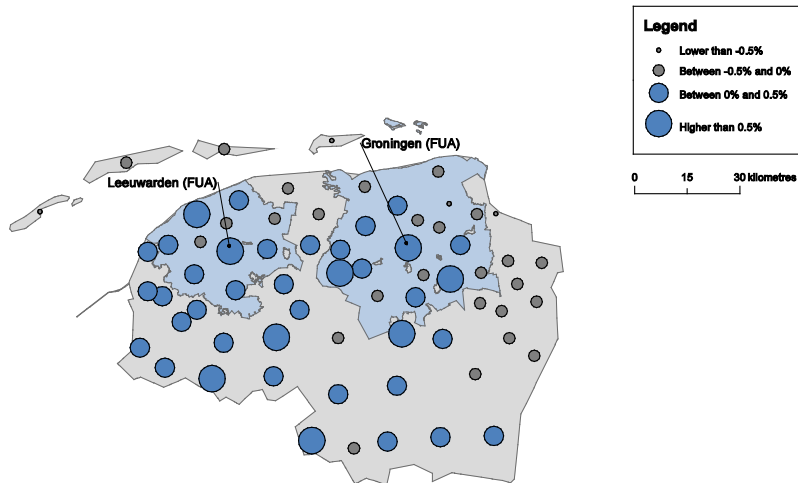 Legend
Lower than -0.5%
Between -0.5% and 0%
Between 0% and 0.5%
Higher than 0.5%
Groningen (FUA)
Leeuwarden (FUA)
0 15 30 kilometres